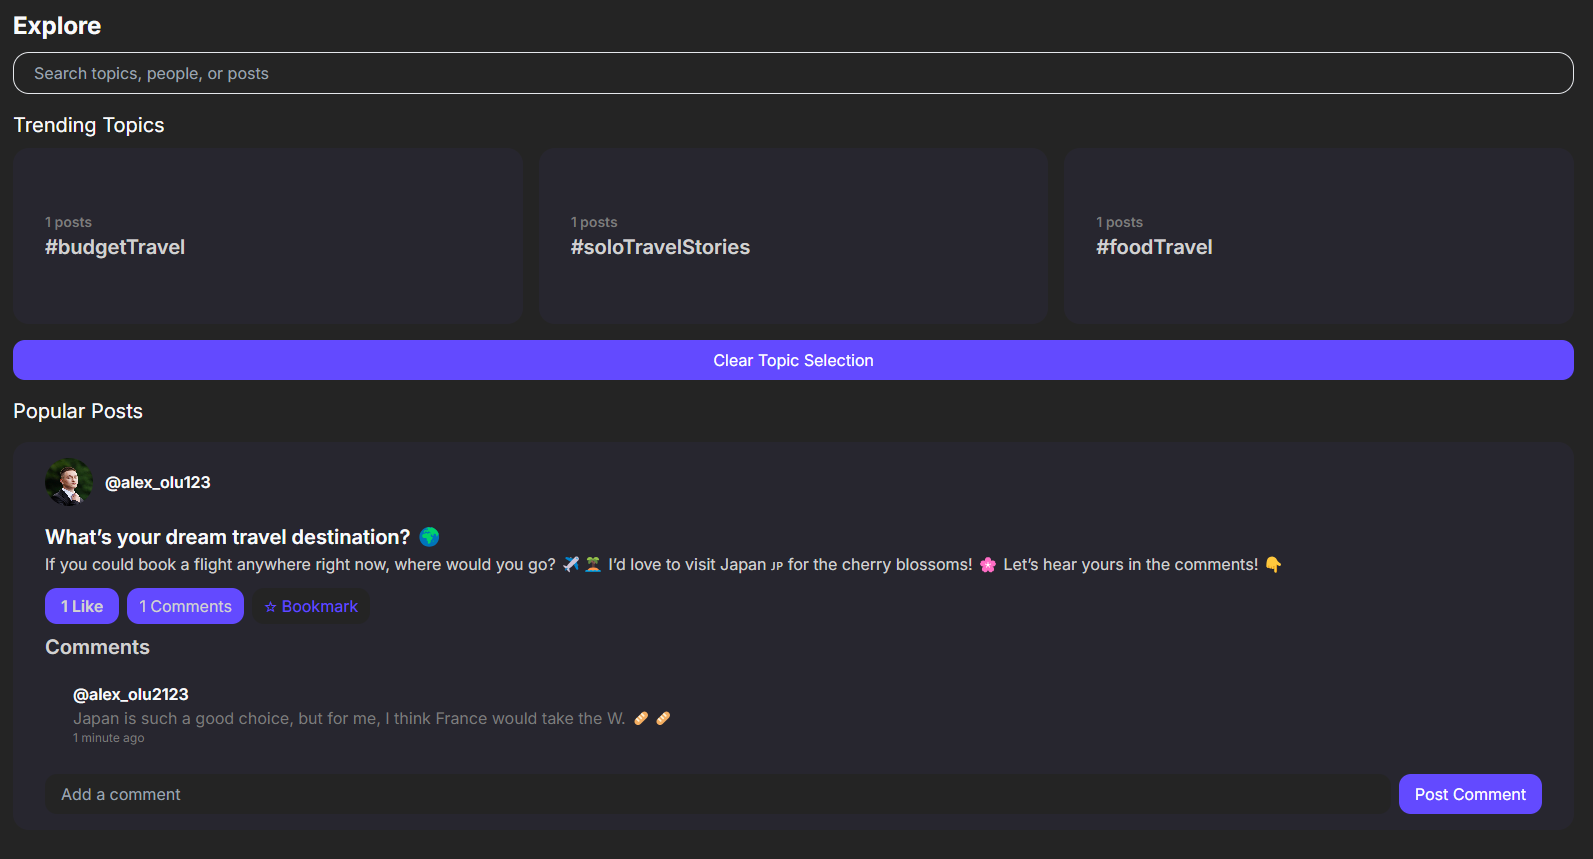 Explore
Search topics, people, or posts
Trending Topics
1 posts
#budgetTravel
1 posts
#soloTravelStories
1 posts
#foodTravel
Clear Topic Selection
Popular Posts
@alex_olu123
What’s your dream travel destination? 🌍
If you could book a flight anywhere right now, where would you go? ✈️ 🏝️ I’d love to visit Japan 🇯🇵 for the cherry blossoms! 🌸 Let’s hear yours in the comments! 👇
1 Like
1 Comments
☆ Bookmark
Comments
@alex_olu2123
Japan is such a good choice, but for me, I think France would take the W. 🥖 🥖
1 minute ago
Add a comment
Post Comment